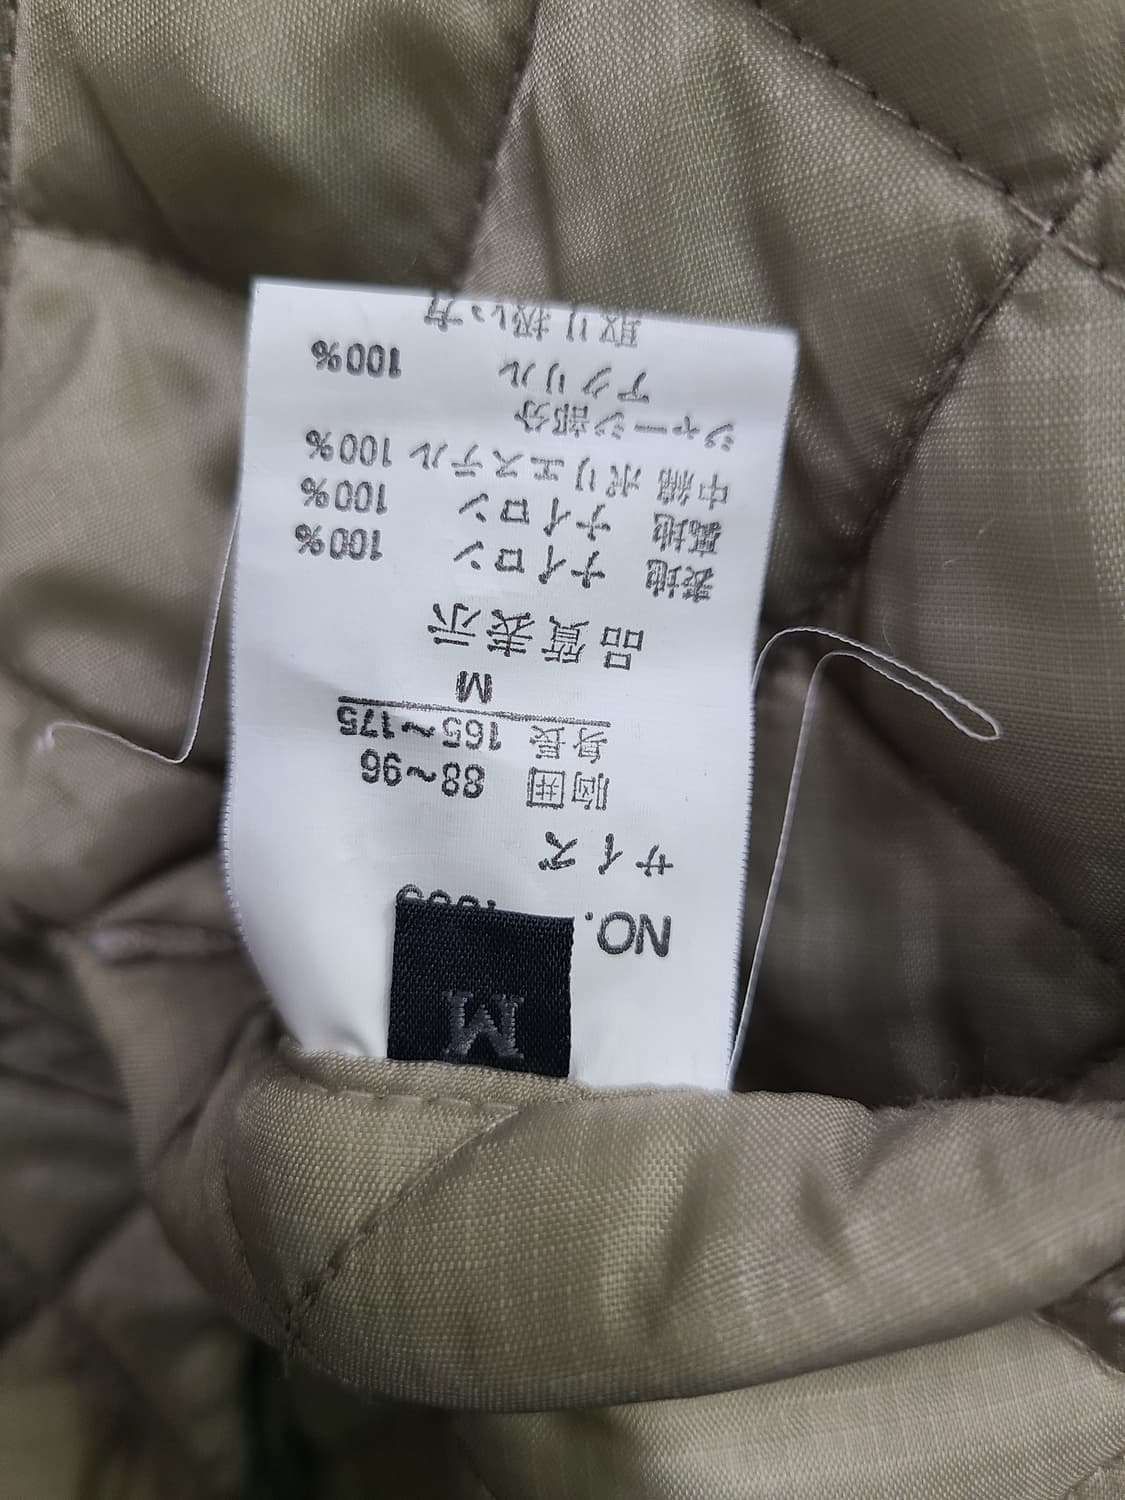 M
NO.
サイズ
胸囲 88~96
身長 165~175
M
品質表示
表地 ナイロン 100%
裏地 ナイロン 100%
中綿 ポリエステル 100%
ジャージ部分
アクリル 100%
取り扱い方